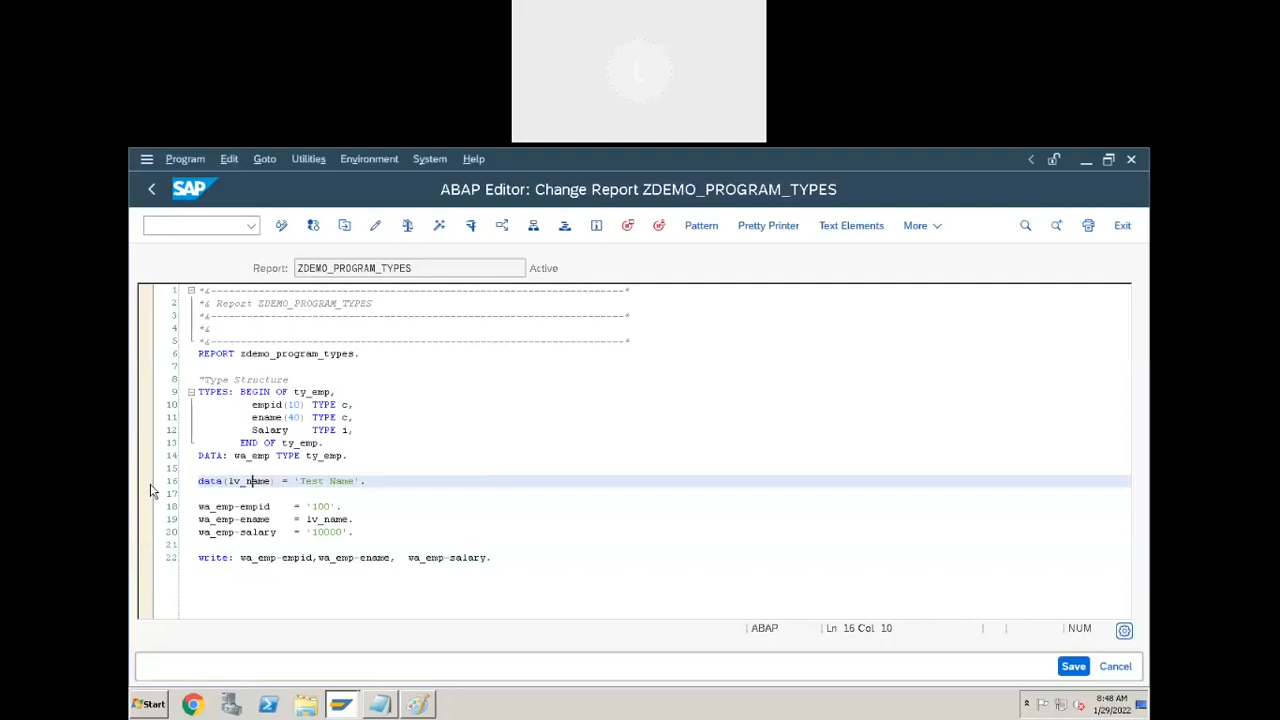 L
Program Edit Goto Utilities Environment System Help
SAP ABAP Editor: Change Report ZDEMO_PROGRAM_TYPES
Pattern Pretty Printer Text Elements More Exit
Report: ZDEMO_PROGRAM_TYPES Active
1 *&---------------------------------------------------------------------*
2 *& Report ZDEMO_PROGRAM_TYPES
3 *&---------------------------------------------------------------------*
4 *&
5 *&---------------------------------------------------------------------*
6 REPORT zdemo_program_types.
7
8 "Type Structure
9 TYPES: BEGIN OF ty_emp,
10 empid(10) TYPE c,
11 ename(40) TYPE c,
12 Salary TYPE i,
13 END OF ty_emp.
14 DATA: wa_emp TYPE ty_emp.
15
16 data(lv_name) = 'Test Name'.
17
18 wa_emp-empid = '100'.
19 wa_emp-ename = lv_name.
20 wa_emp-salary = '10000'.
21
22 write: wa_emp-empid,wa_emp-ename, wa_emp-salary.
ABAP Ln 16 Col 10 NUM
Save Cancel
Start 8:48 AM
1/29/2022